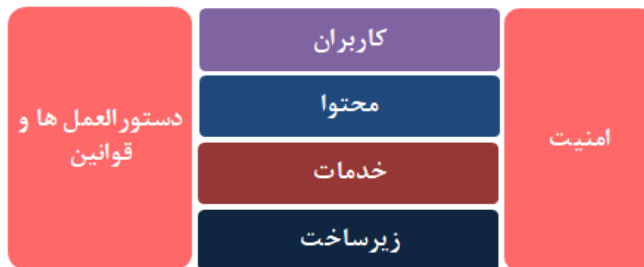 امنیت
کاربران
محتوا
خدمات
زیرساخت
دستورالعمل ها و
قوانین